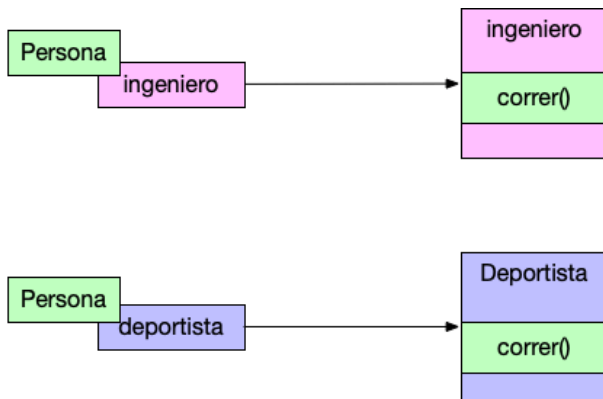 Persona
ingeniero
ingeniero
correr()
Persona
deportista
Deportista
correr()